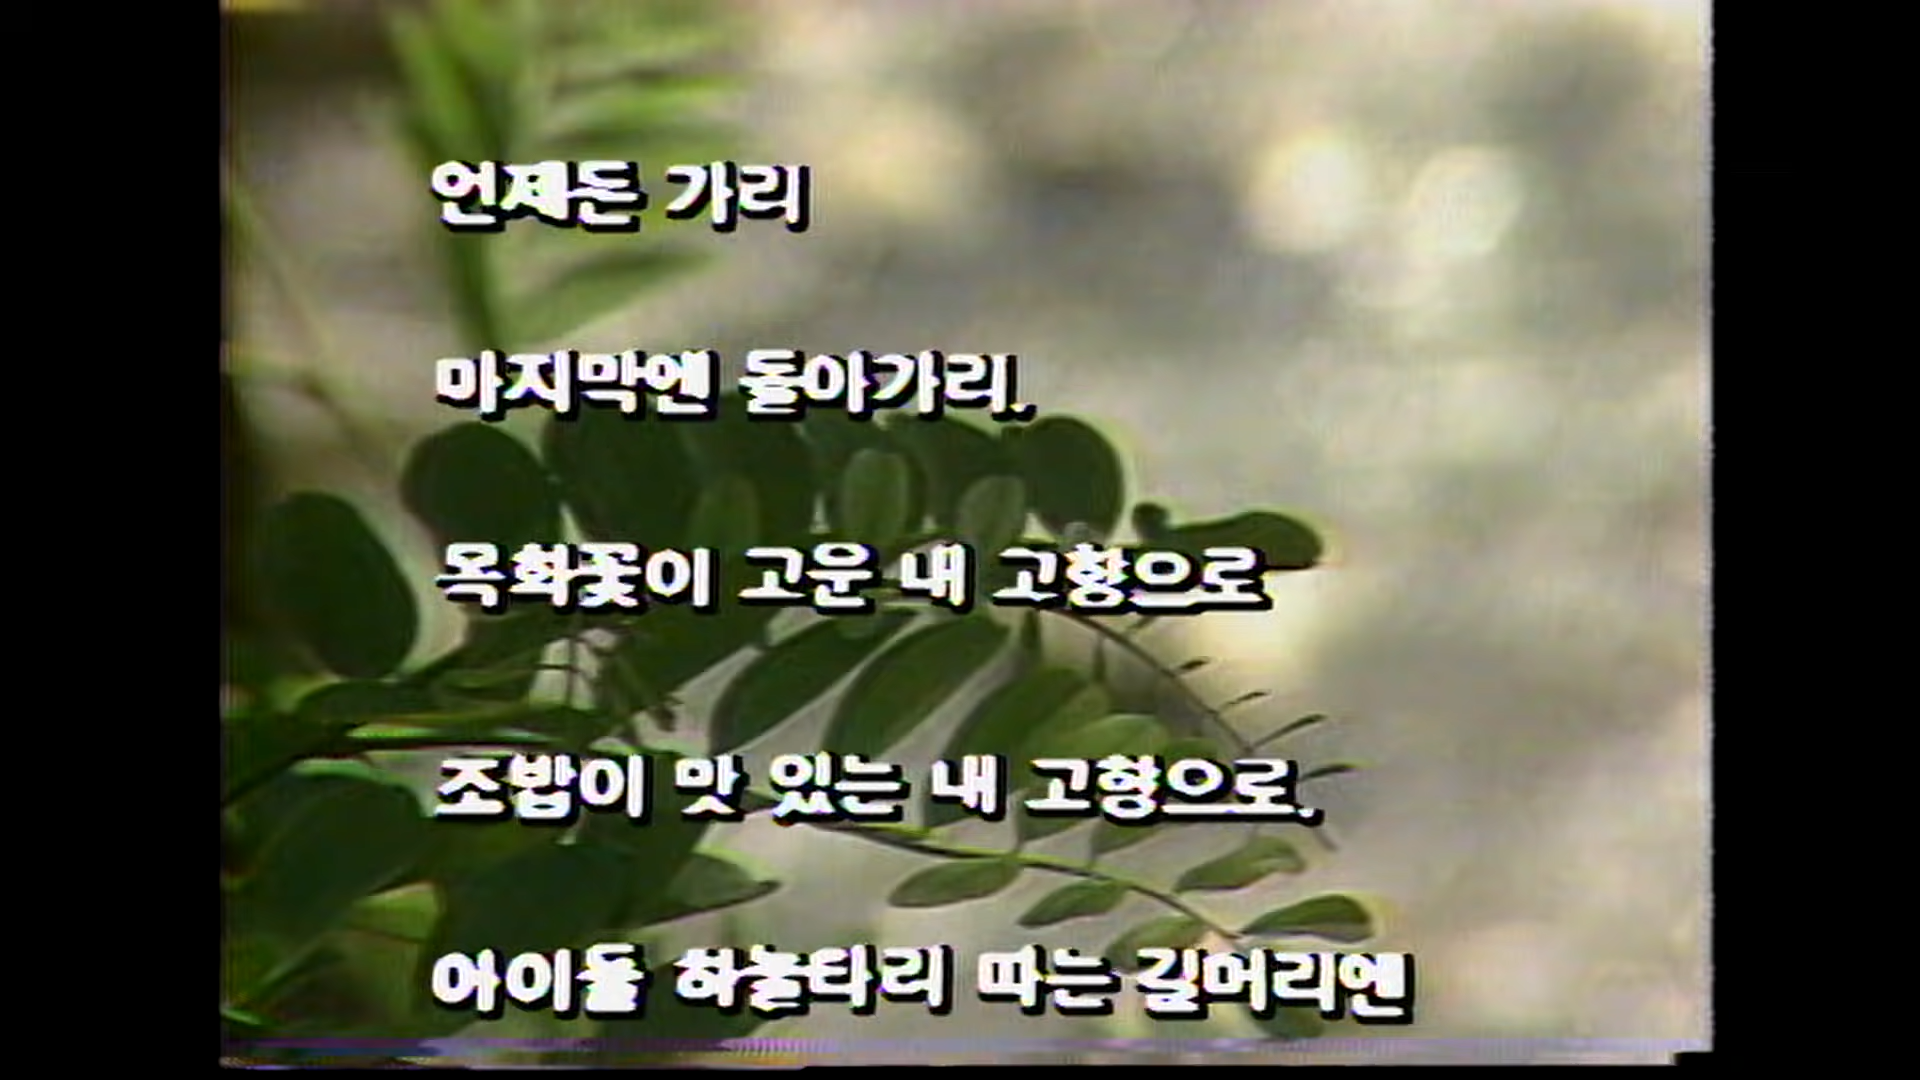 언제든 가리
마지막엔 돌아가리.
목화꽃이 고운 내 고향으로
조밥이 맛 있는 내 고향으로.
아이들 하눌타리 따는 길머리엔